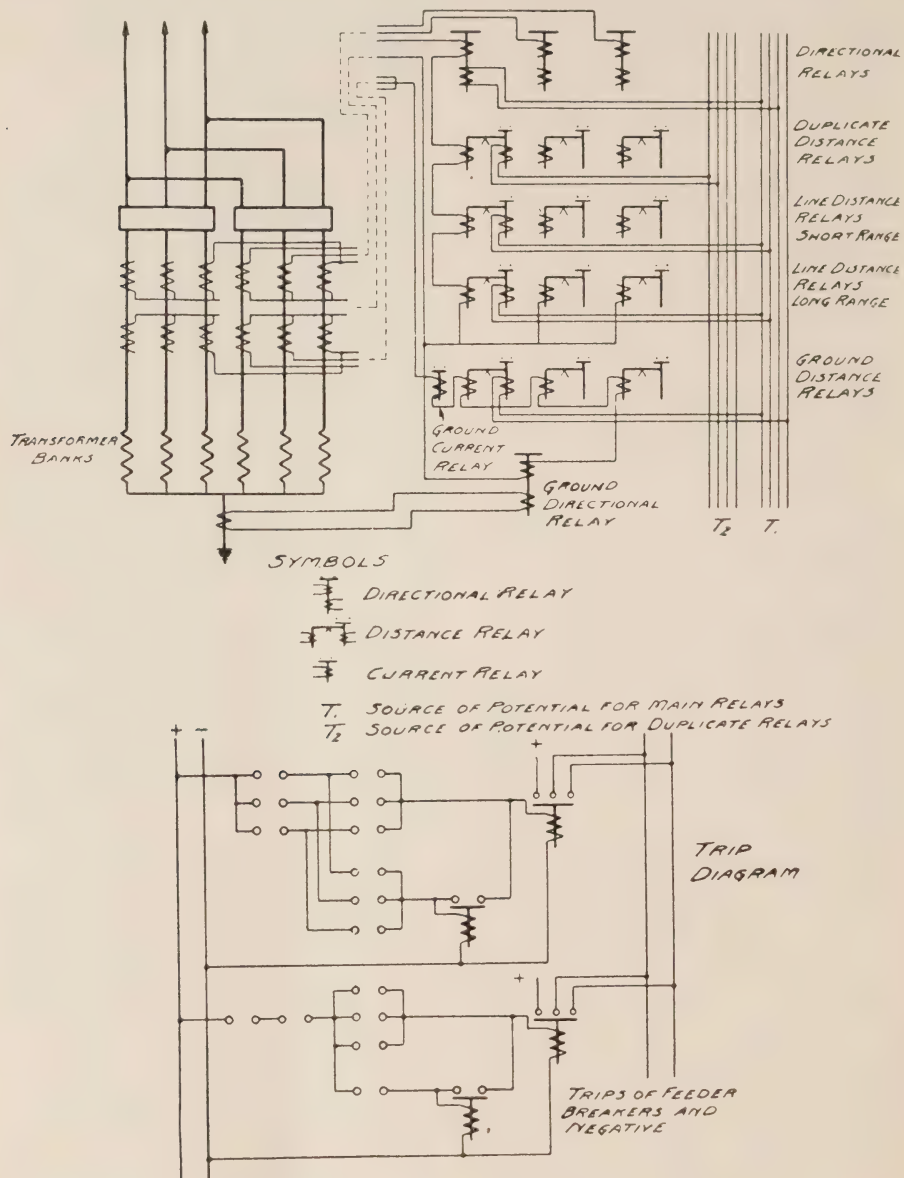 DIRECTIONAL
RELAYS
DUPLICATE
DISTANCE
RELAYS
LINE DISTANCE
RELAYS
SHORT RANGE
LINE DISTANCE
RELAYS
LONG RANGE
GROUND
DISTANCE
RELAYS
TRANSFORMER
BANKS
GROUND
CURRENT
RELAY
GROUND
DIRECTIONAL
RELAY
T2 T1
SYMBOLS
DIRECTIONAL RELAY
DISTANCE RELAY
CURRENT RELAY
T1 SOURCE OF POTENTIAL FOR MAIN RELAYS
T2 SOURCE OF POTENTIAL FOR DUPLICATE RELAYS
+ −
+
TRIP
DIAGRAM
+
TRIPS OF FEEDER
BREAKERS AND
NEGATIVE